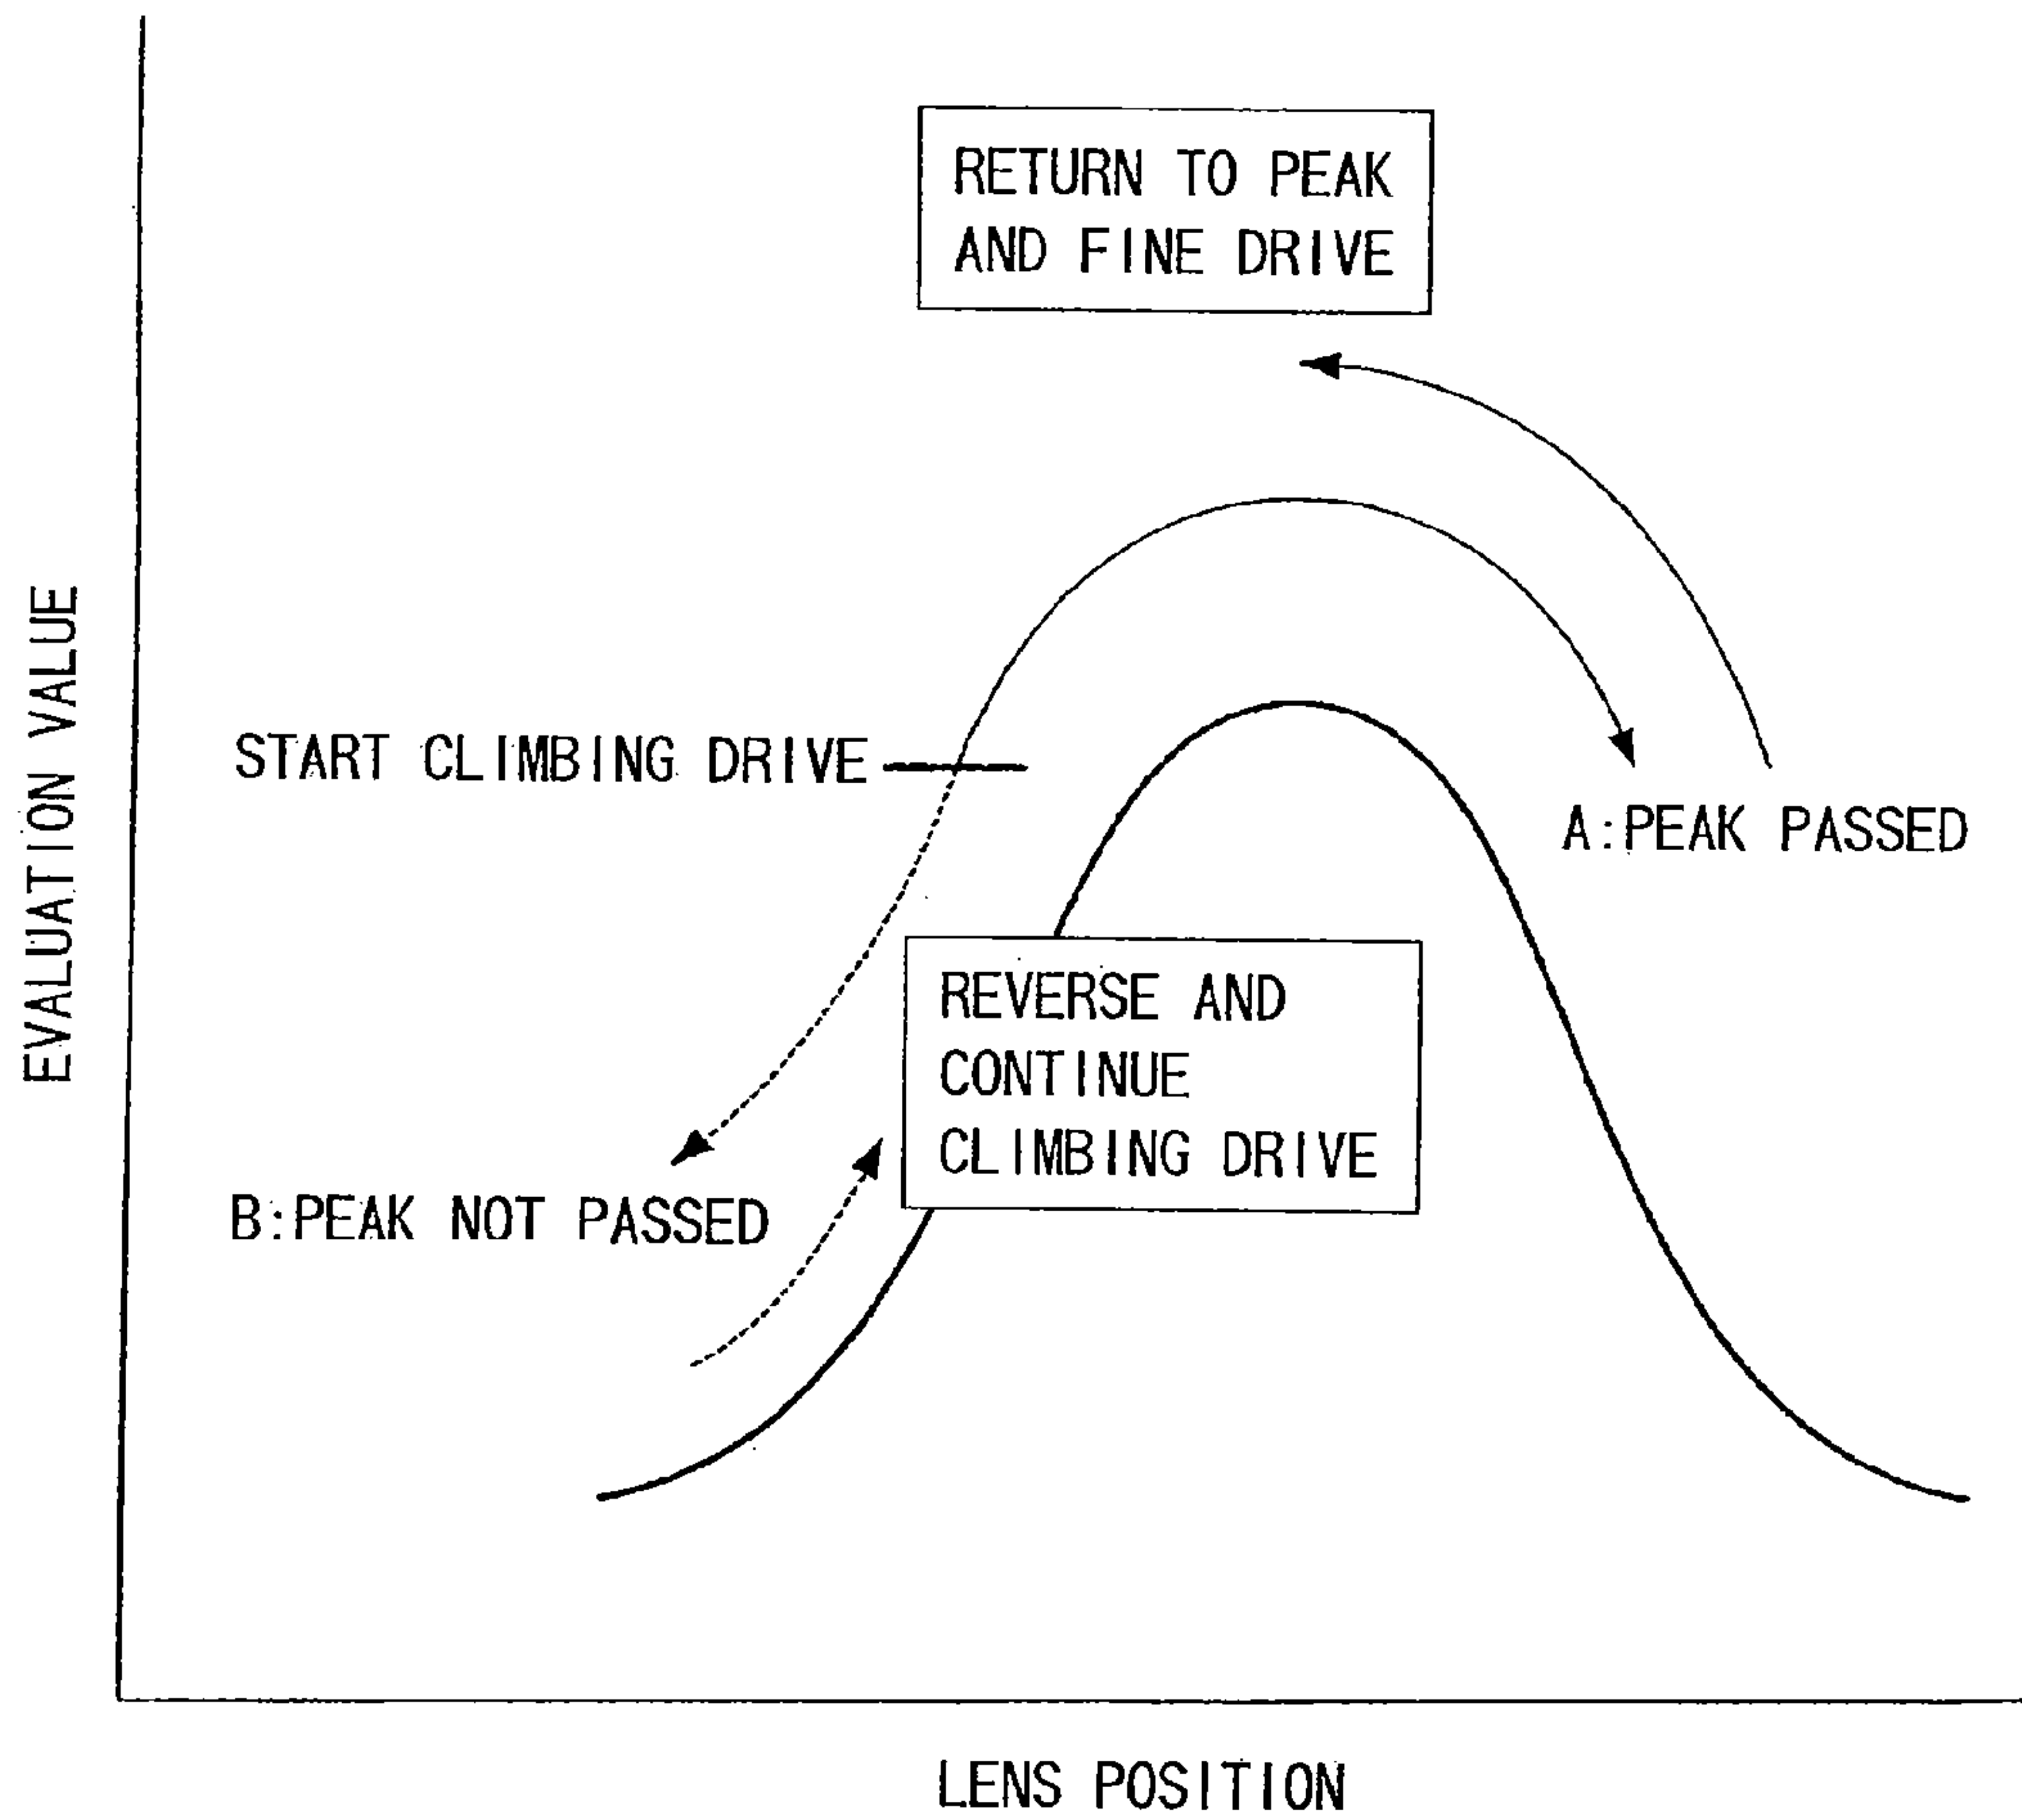 RETURN TO PEAK
AND FINE DRIVE
START CLIMBING DRIVE
A:PEAK PASSED
REVERSE AND
CONTINUE
CLIMBING DRIVE
B:PEAK NOT PASSED
EVALUATION VALUE
LENS POSITION